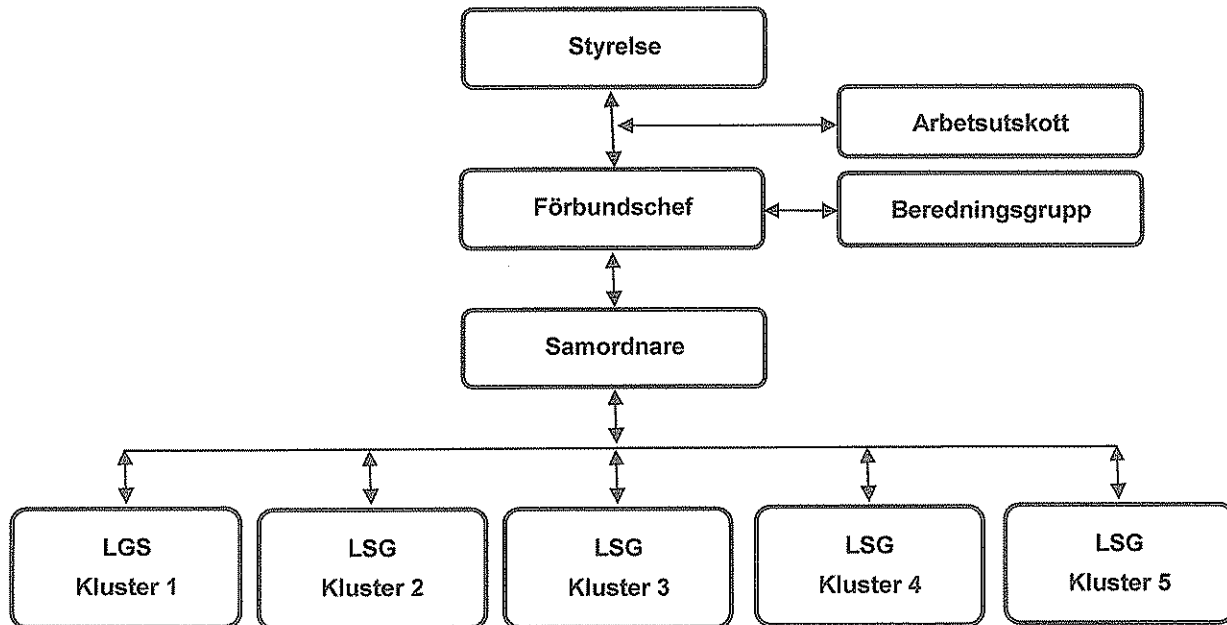 Styrelse
Arbetsutskott
Förbundschef
Beredningsgrupp
Samordnare
LGS
Kluster 1
LSG
Kluster 2
LSG
Kluster 3
LSG
Kluster 4
LSG
Kluster 5